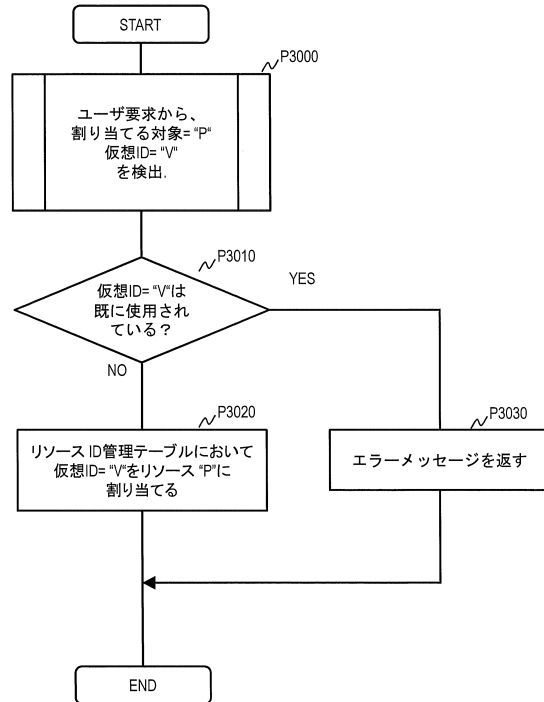 START
P3000
ユーザ要求から、
割り当てる対象= “P“
仮想ID= “V”
を検出.
P3010
仮想ID= “V“は
既に使用され
ている？
YES
NO
P3020
リソース ID管理テーブルにおいて
仮想ID= “V“をリソース “P”に
割り当てる
P3030
エラーメッセージを返す
END